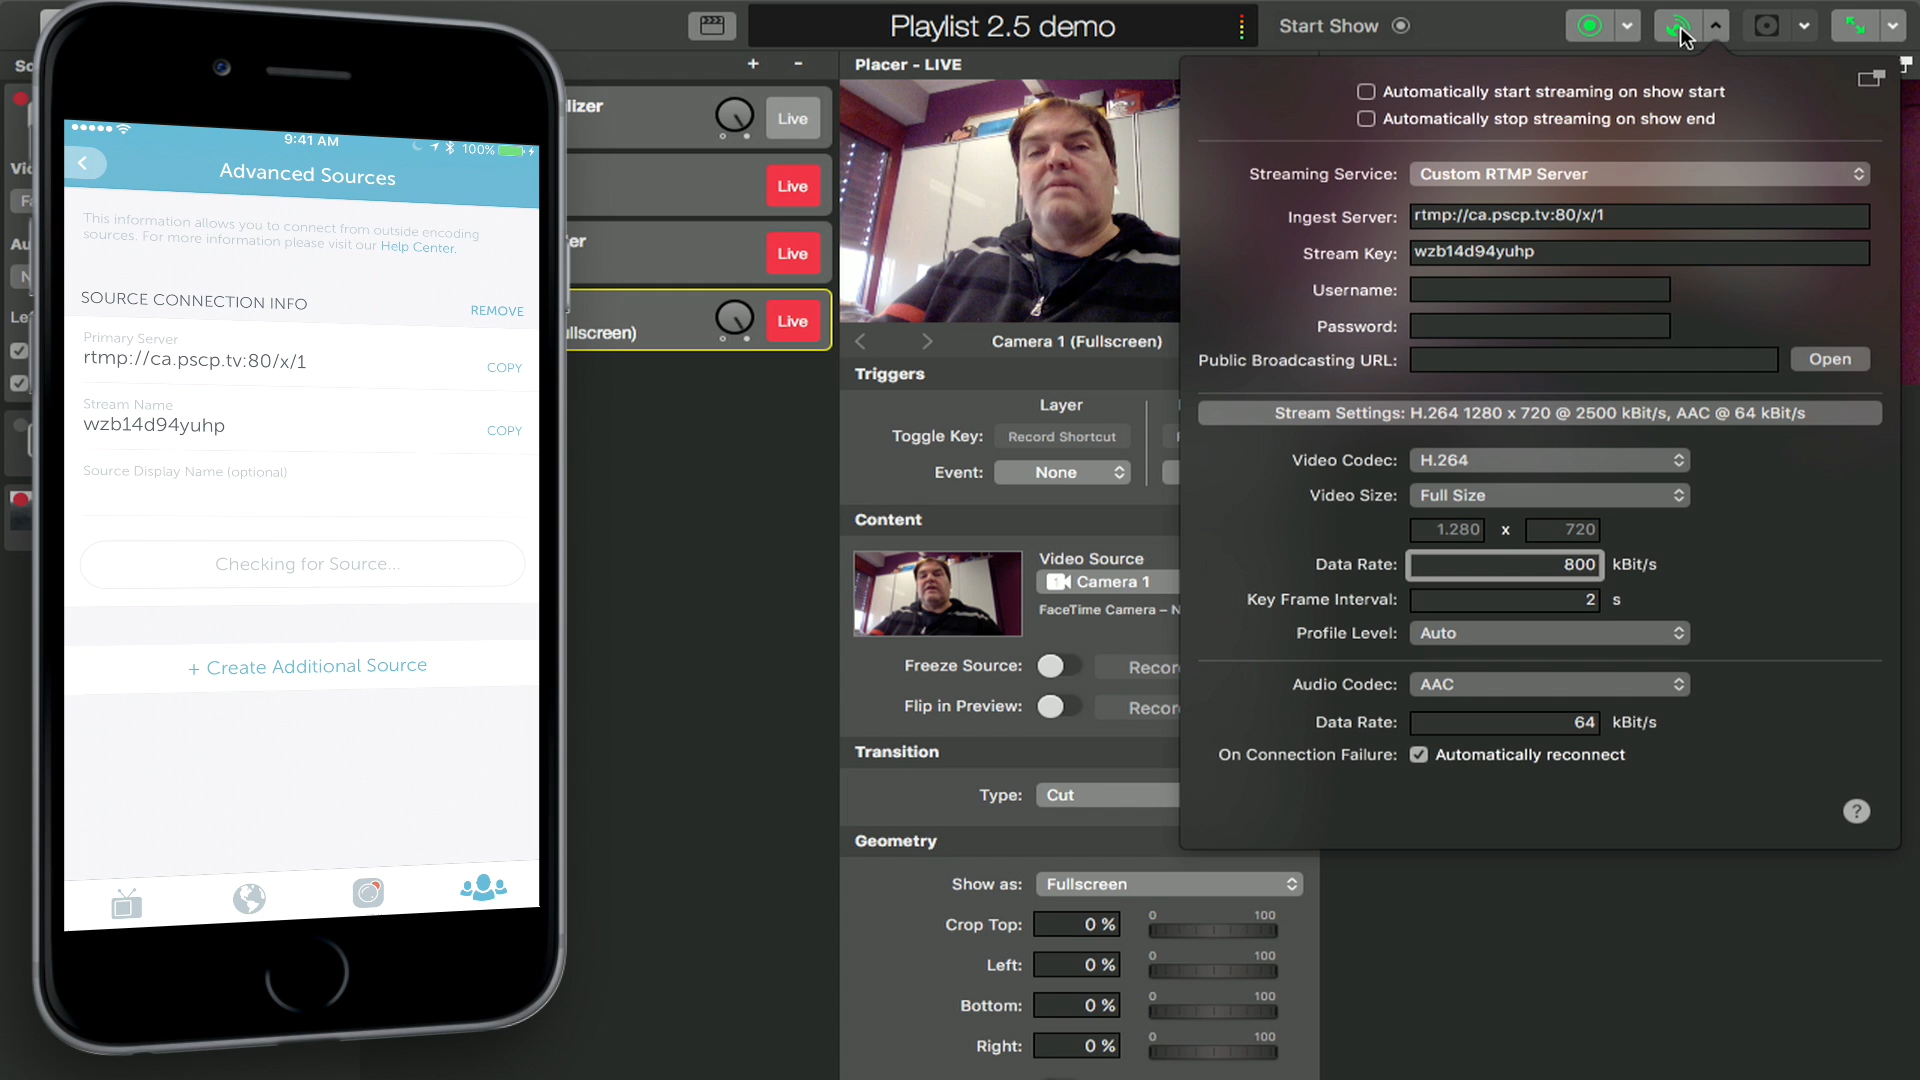 Playlist 2.5 demo
Start Show
9:41 AM
100%
Advanced Sources
This information allows you to connect from outside encoding
sources. For more information please visit our Help Center.
SOURCE CONNECTION INFO
REMOVE
Primary Server
rtmp://ca.pscp.tv:80/x/1
COPY
Stream Name
wzb14d94yuhp
COPY
Source Display Name (optional)
Checking for Source...
+ Create Additional Source
+ -
Live
Live
Live
Live
Placer - LIVE
Camera 1 (Fullscreen)
Triggers
Layer
Toggle Key: Record Shortcut
Event: None
Content
Video Source
1 Camera 1
Freeze Source:
Flip in Preview:
Transition
Type: Cut
Geometry
Show as: Fullscreen
Crop Top: 0 % 0 100
Left: 0 % 0 100
Bottom: 0 % 0 100
Right: 0 % 0 100
Automatically start streaming on show start
Automatically stop streaming on show end
Streaming Service: Custom RTMP Server
Ingest Server: rtmp://ca.pscp.tv:80/x/1
Stream Key: wzb14d94yuhp
Username:
Password:
Public Broadcasting URL: Open
Stream Settings: H.264 1280 x 720 @ 2500 kBit/s, AAC @ 64 kBit/s
Video Codec: H.264
Video Size: Full Size
1.280 x 720
Data Rate: 800 kBit/s
Key Frame Interval: 2 s
Profile Level: Auto
Audio Codec: AAC
Data Rate: 64 kBit/s
On Connection Failure: Automatically reconnect
?